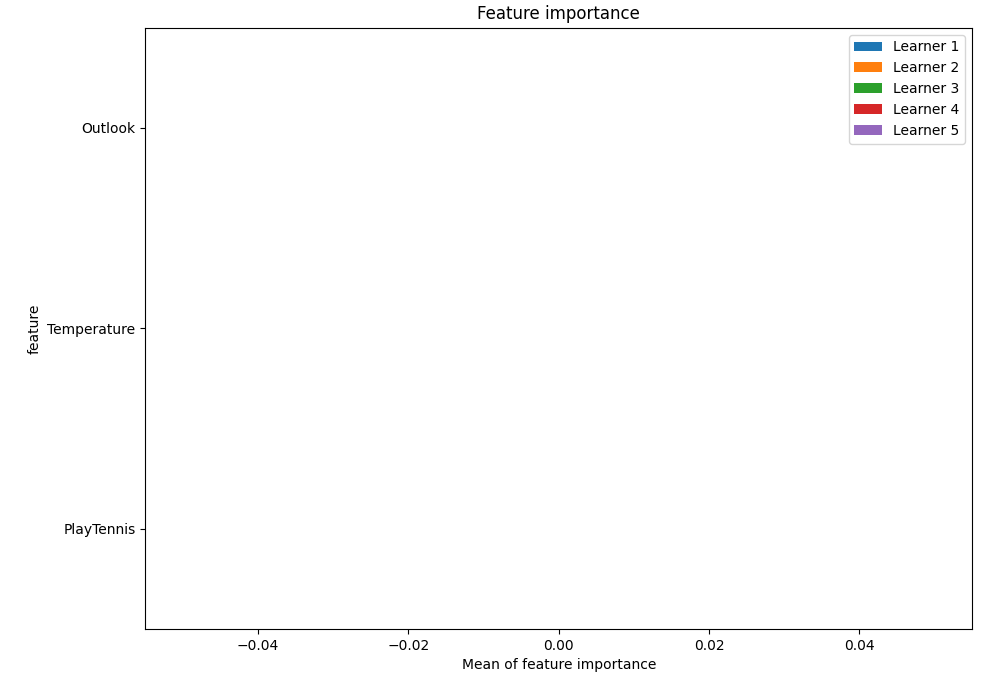 Feature importance
Learner 1
Learner 2
Learner 3
Learner 4
Learner 5
Outlook
Temperature
PlayTennis
feature
−0.04 −0.02 0.00 0.02 0.04
Mean of feature importance